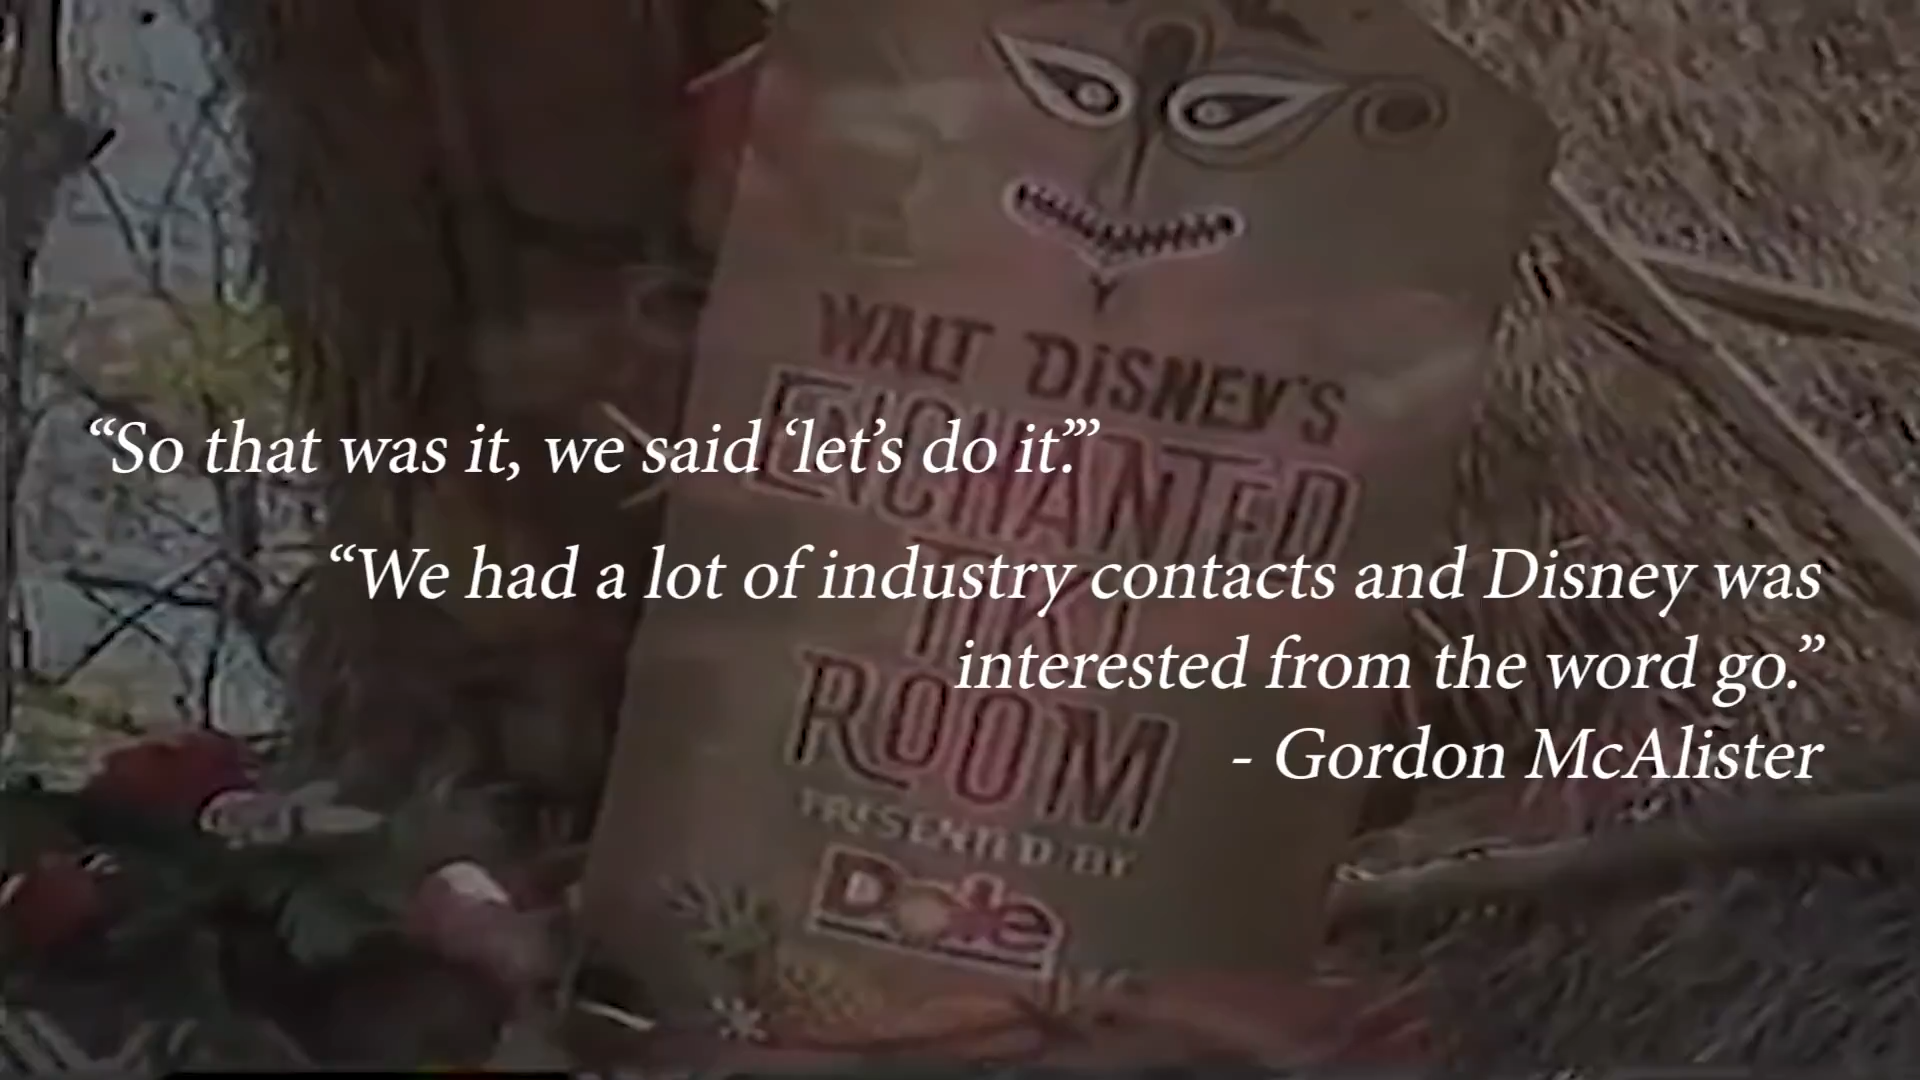 “So that was it, we said ‘let’s do it’.”
“We had a lot of industry contacts and Disney was
interested from the word go.”
- Gordon McAlister
WALT DISNEY'S
ENCHANTED
TIKI
ROOM
PRESENTED BY
Dole